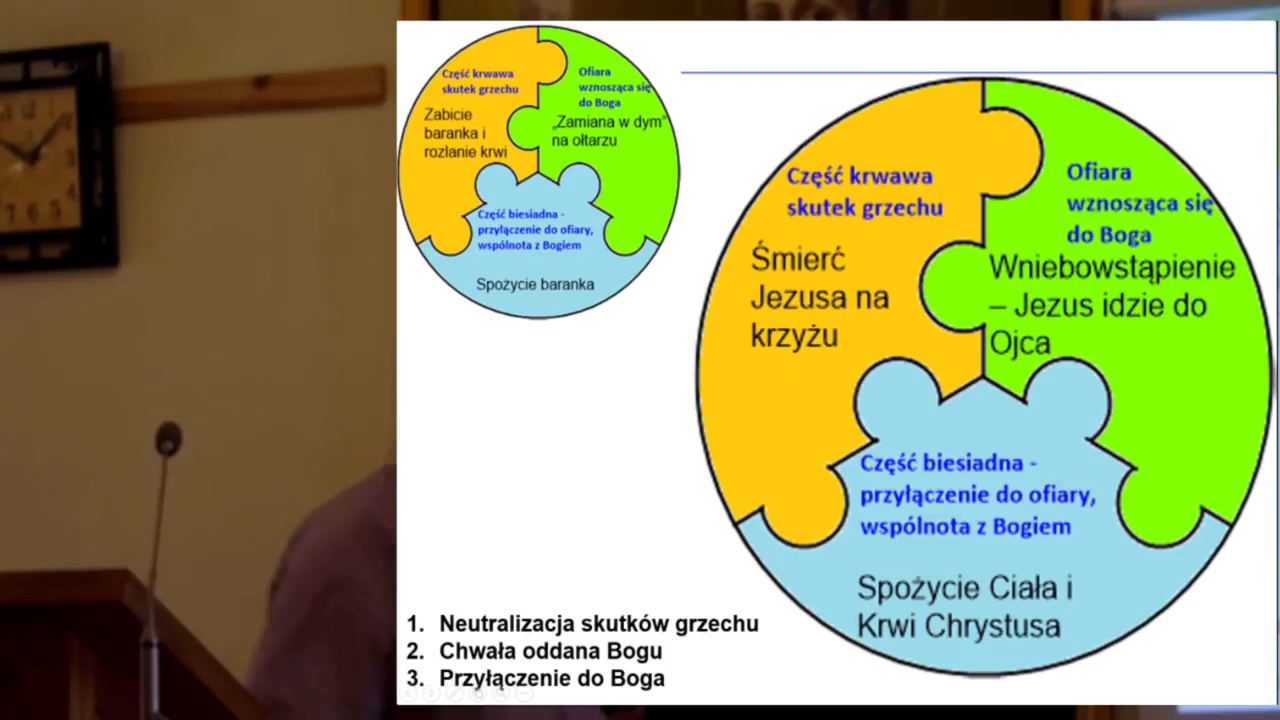 Część krwawa
skutek grzechu
Zabicie
baranka i
rozlanie krwi
Ofiara
wznosząca się
do Boga
„Zamiana w dym”
na ołtarzu
Część biesiadna -
przyłączenie do ofiary,
wspólnota z Bogiem
Spożycie baranka
Część krwawa
skutek grzechu
Śmierć
Jezusa na
krzyżu
Ofiara
wznosząca się
do Boga
Wniebowstąpienie
– Jezus idzie do
Ojca
Część biesiadna -
przyłączenie do ofiary,
wspólnota z Bogiem
Spożycie Ciała i
Krwi Chrystusa
1. Neutralizacja skutków grzechu
2. Chwała oddana Bogu
3. Przyłączenie do Boga